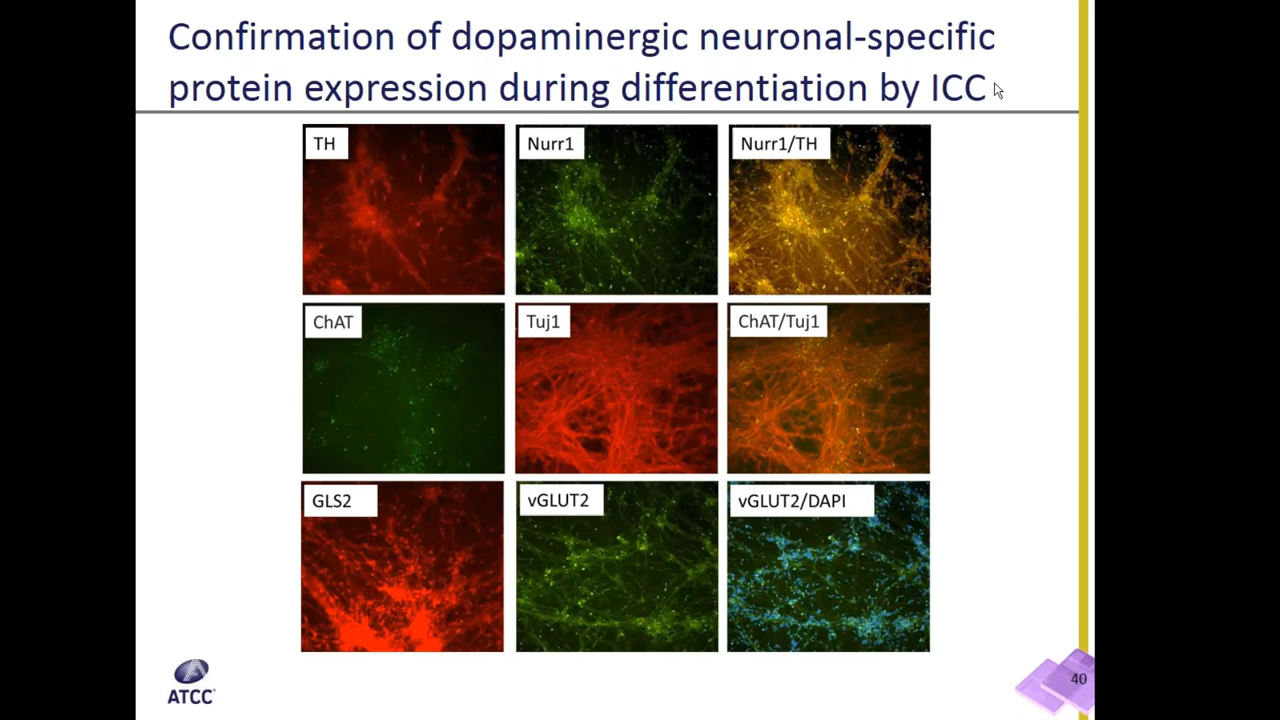 Confirmation of dopaminergic neuronal-specific
protein expression during differentiation by ICC
TH
Nurr1
Nurr1/TH
ChAT
Tuj1
ChAT/Tuj1
GLS2
vGLUT2
vGLUT2/DAPI
ATCC
40